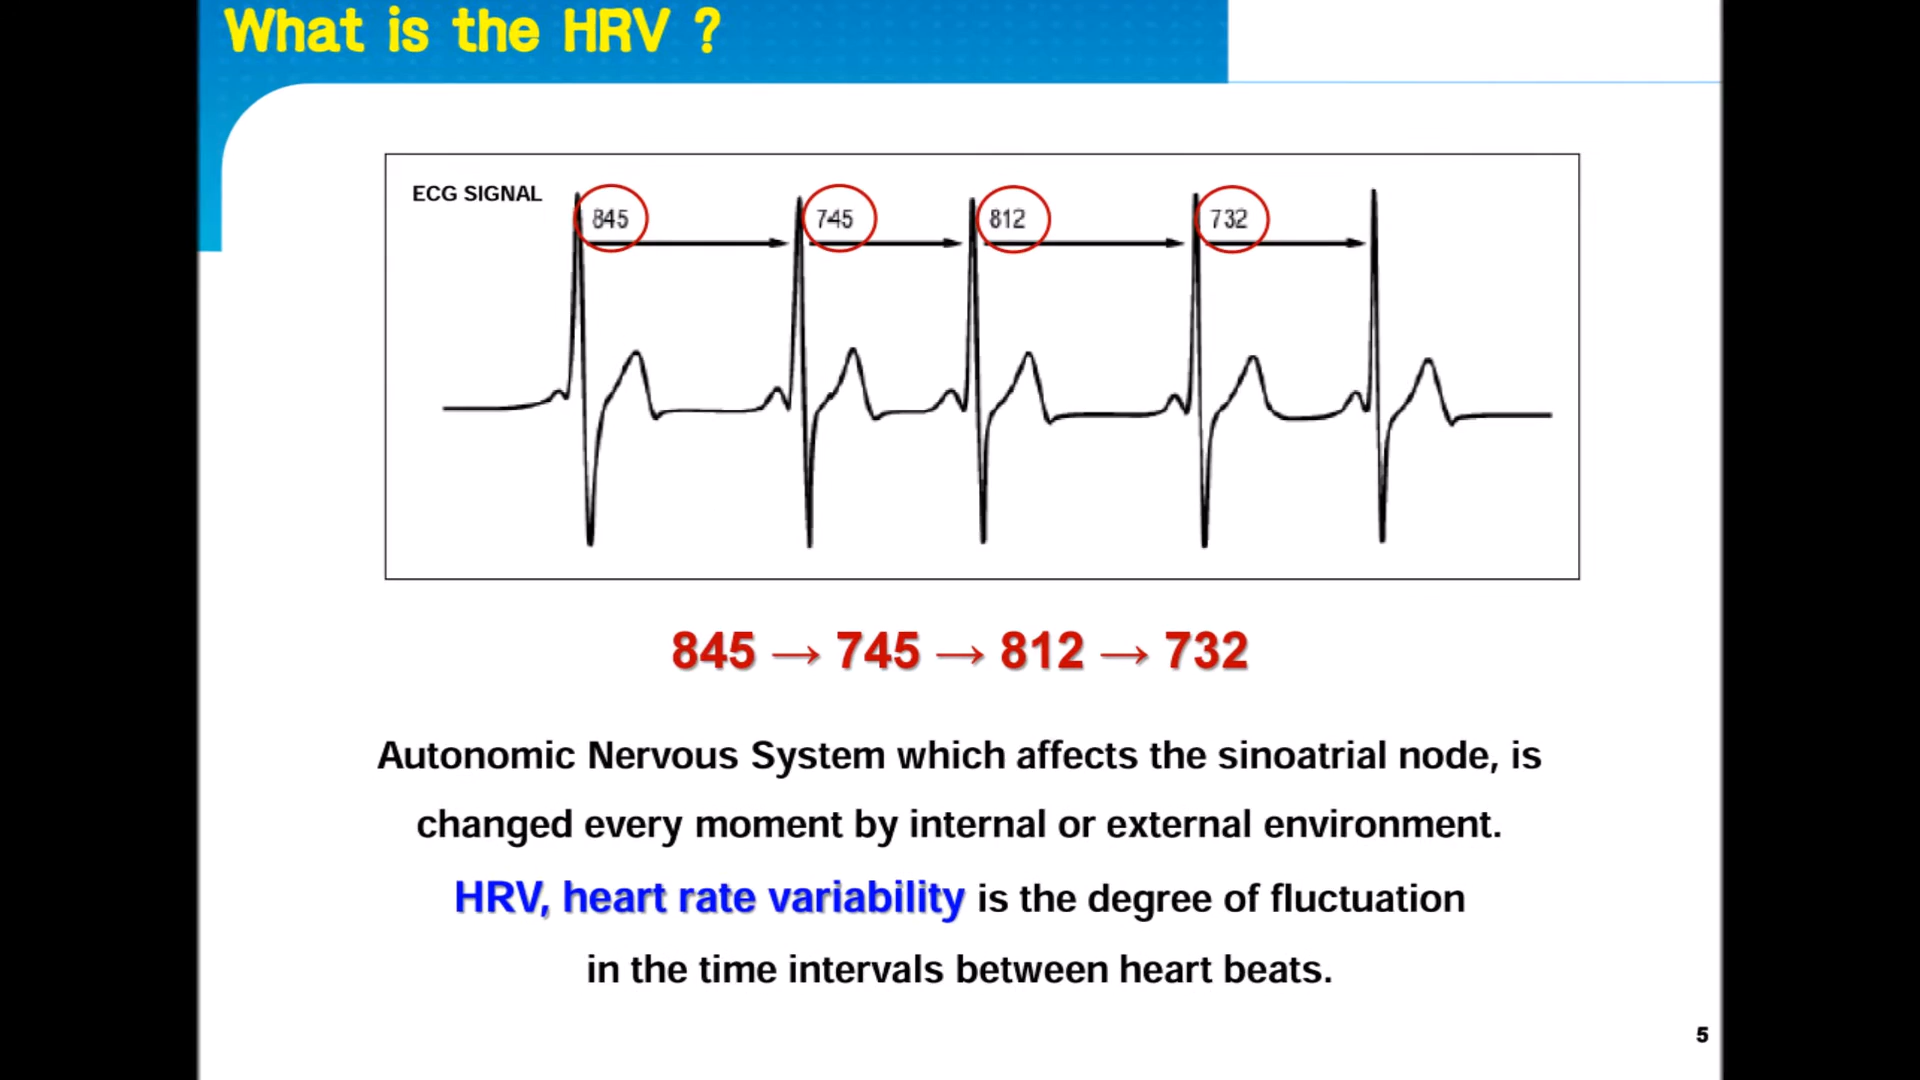 What is the HRV ?
ECG SIGNAL
845 745 812 732
845 → 745 → 812 → 732
Autonomic Nervous System which affects the sinoatrial node, is
changed every moment by internal or external environment.
HRV, heart rate variability is the degree of fluctuation
in the time intervals between heart beats.
5